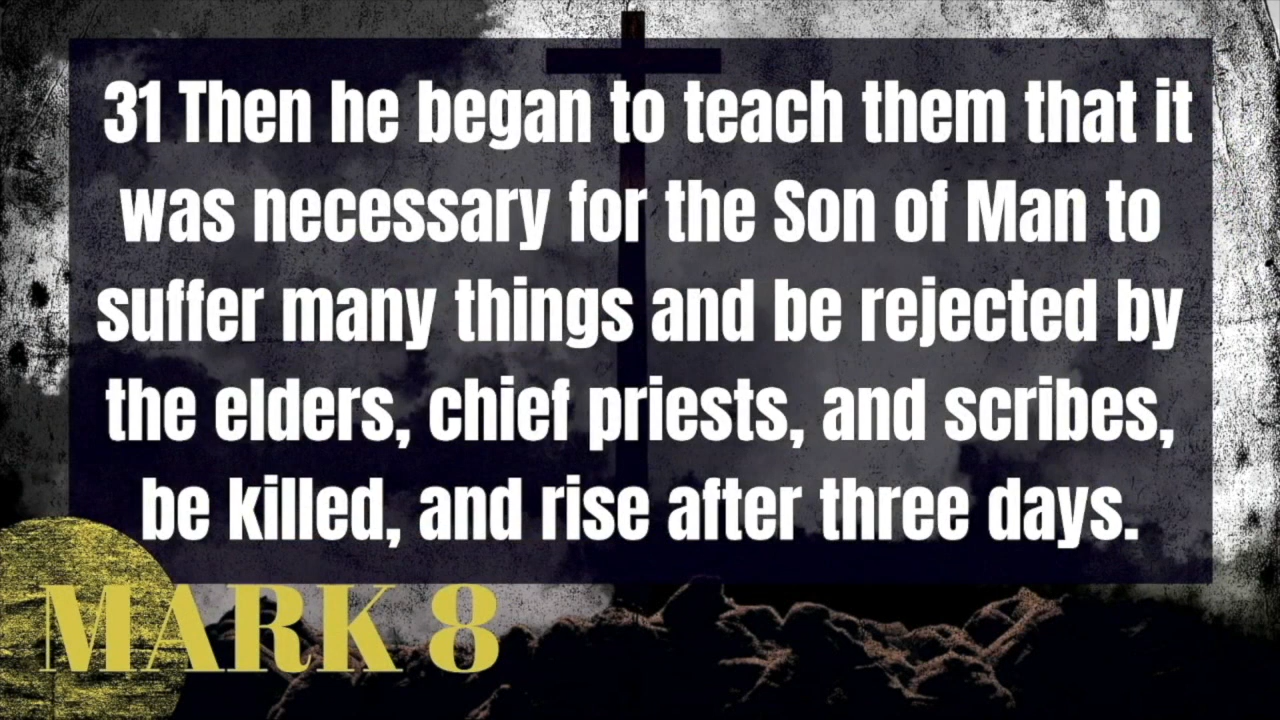 31 Then he began to teach them that it
was necessary for the Son of Man to
suffer many things and be rejected by
the elders, chief priests, and scribes,
be killed, and rise after three days.
MARK 8